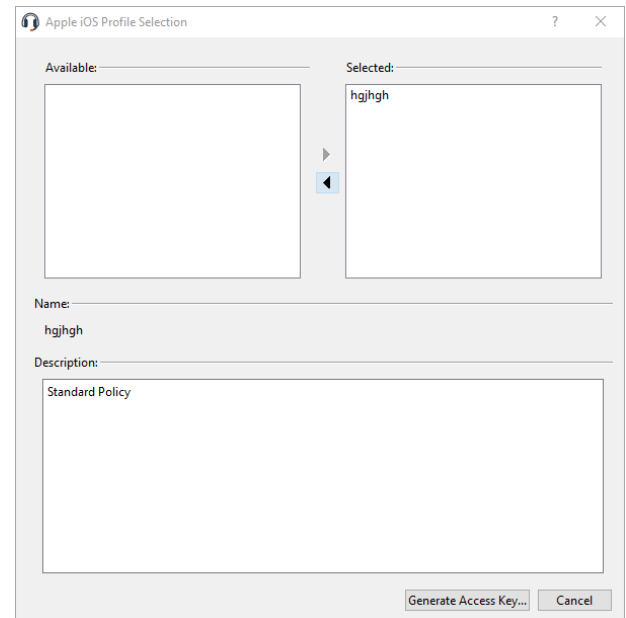 Apple iOS Profile Selection
Available:
Selected:
hgjhgh
Name:
hgjhgh
Description:
Standard Policy
Generate Access Key...
Cancel